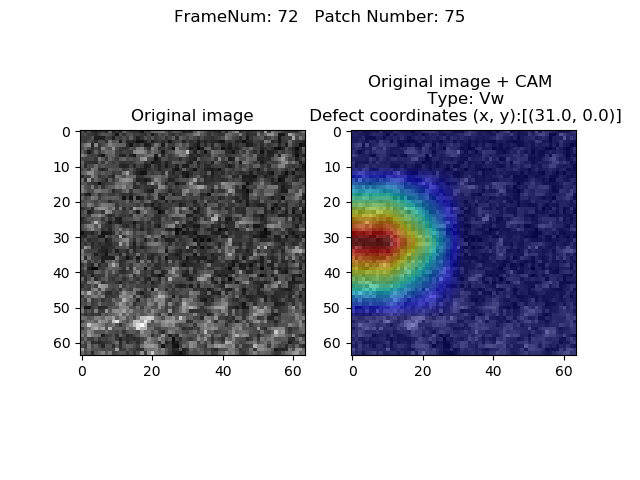 FrameNum: 72   Patch Number: 75
Original image
Original image + CAM
Type: Vw
Defect coordinates (x, y):[(31.0, 0.0)]
0
10
20
30
40
50
60
0 20 40 60
0
10
20
30
40
50
60
0 20 40 60